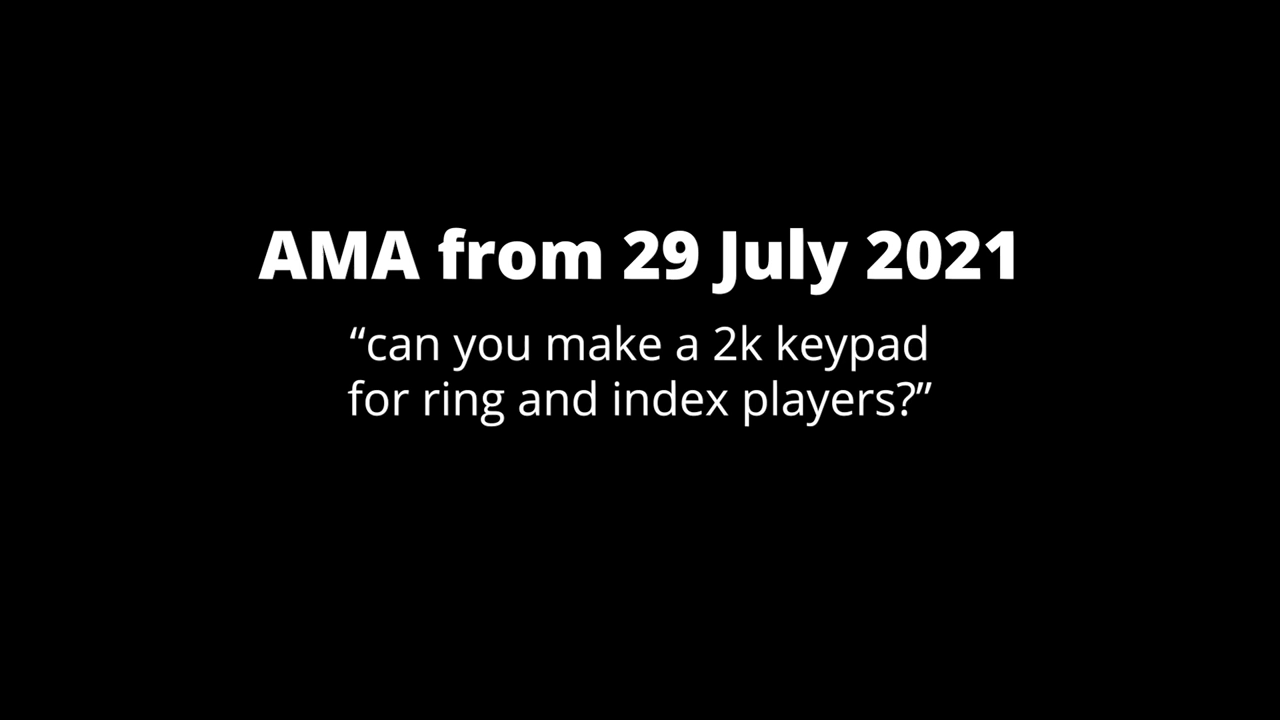 AMA from 29 July 2021
“can you make a 2k keypad
for ring and index players?”